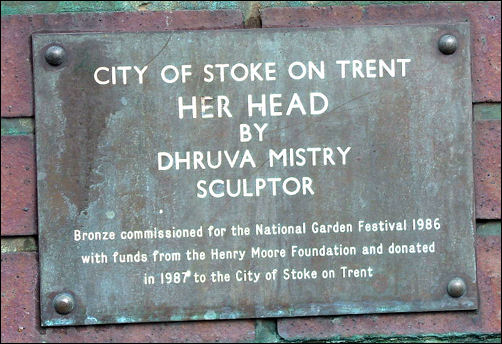 CITY OF STOKE ON TRENT
HER HEAD
BY
DHRUVA MISTRY
SCULPTOR
Bronze commissioned for the National Garden Festival 1986
with funds from the Henry Moore Foundation and donated
in 1987 to the City of Stoke on Trent